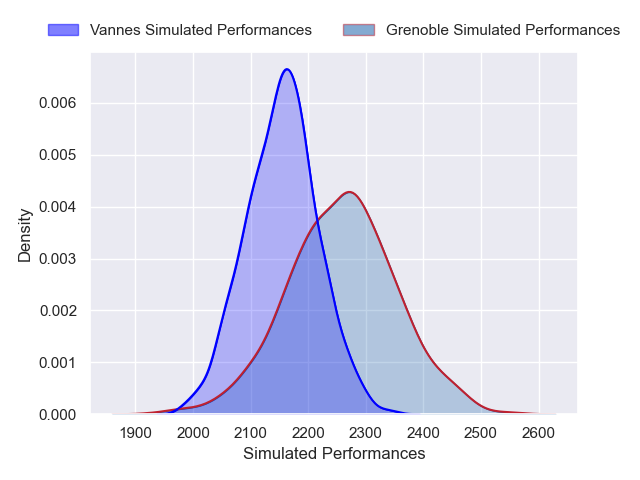 Vannes Simulated Performances
Grenoble Simulated Performances
0.006
0.005
0.004
0.003
0.002
0.001
0.000
Density
1900 2000 2100 2200 2300 2400 2500 2600
Simulated Performances